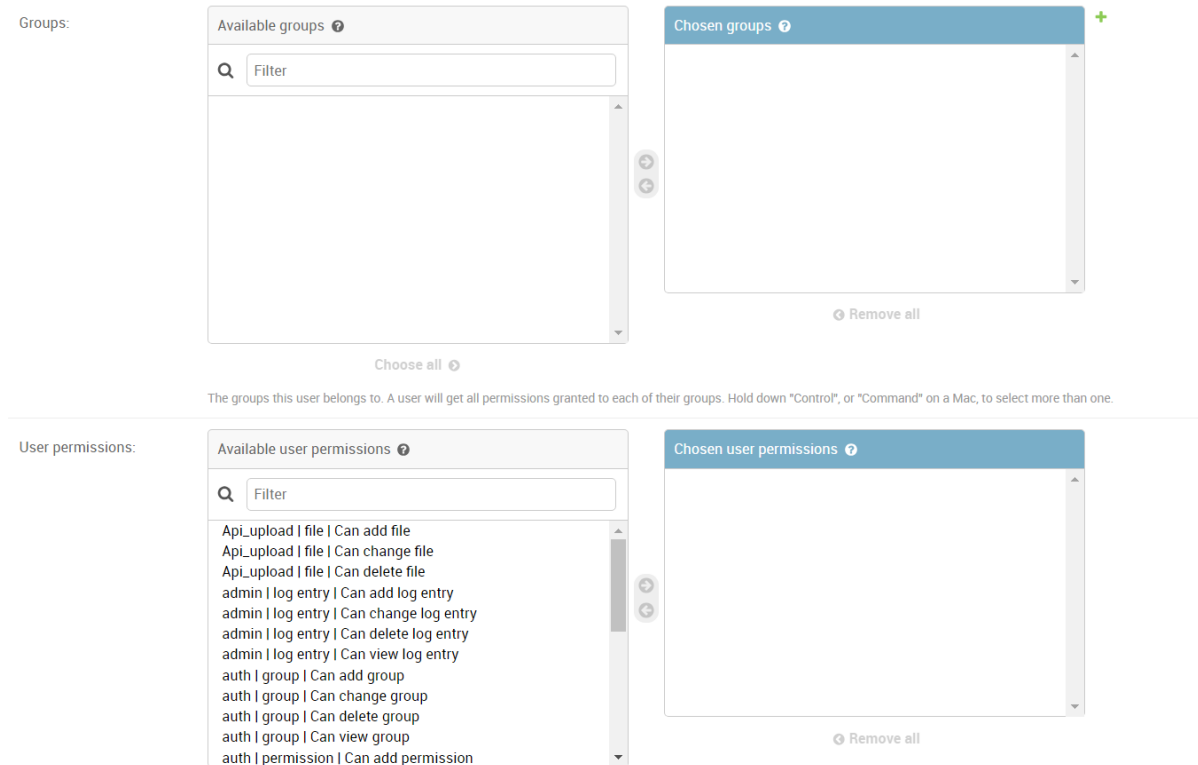 Groups:
Available groups
Chosen groups
Filter
Remove all
Choose all
The groups this user belongs to. A user will get all permissions granted to each of their groups. Hold down "Control", or "Command" on a Mac, to select more than one.
User permissions:
Available user permissions
Chosen user permissions
Filter
Api_upload | file | Can add file
Api_upload | file | Can change file
Api_upload | file | Can delete file
admin | log entry | Can add log entry
admin | log entry | Can change log entry
admin | log entry | Can delete log entry
admin | log entry | Can view log entry
auth | group | Can add group
auth | group | Can change group
auth | group | Can delete group
auth | group | Can view group
auth | permission | Can add permission
Remove all